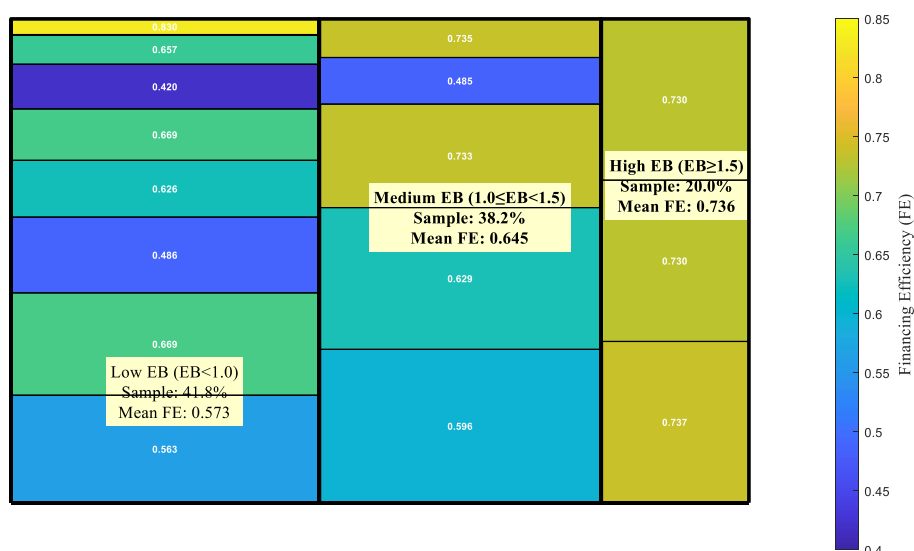 0.830
0.657
0.420
0.669
0.626
0.486
0.669
Low EB (EB<1.0)
Sample: 41.8%
Mean FE: 0.573
0.563
0.735
0.485
0.733
Medium EB (1.0≤EB<1.5)
Sample: 38.2%
Mean FE: 0.645
0.629
0.596
0.730
High EB (EB≥1.5)
Sample: 20.0%
Mean FE: 0.736
0.730
0.737
0.85
0.8
0.75
0.7
0.65
0.6
0.55
0.5
0.45
0.4
Financing Efficiency (FE)